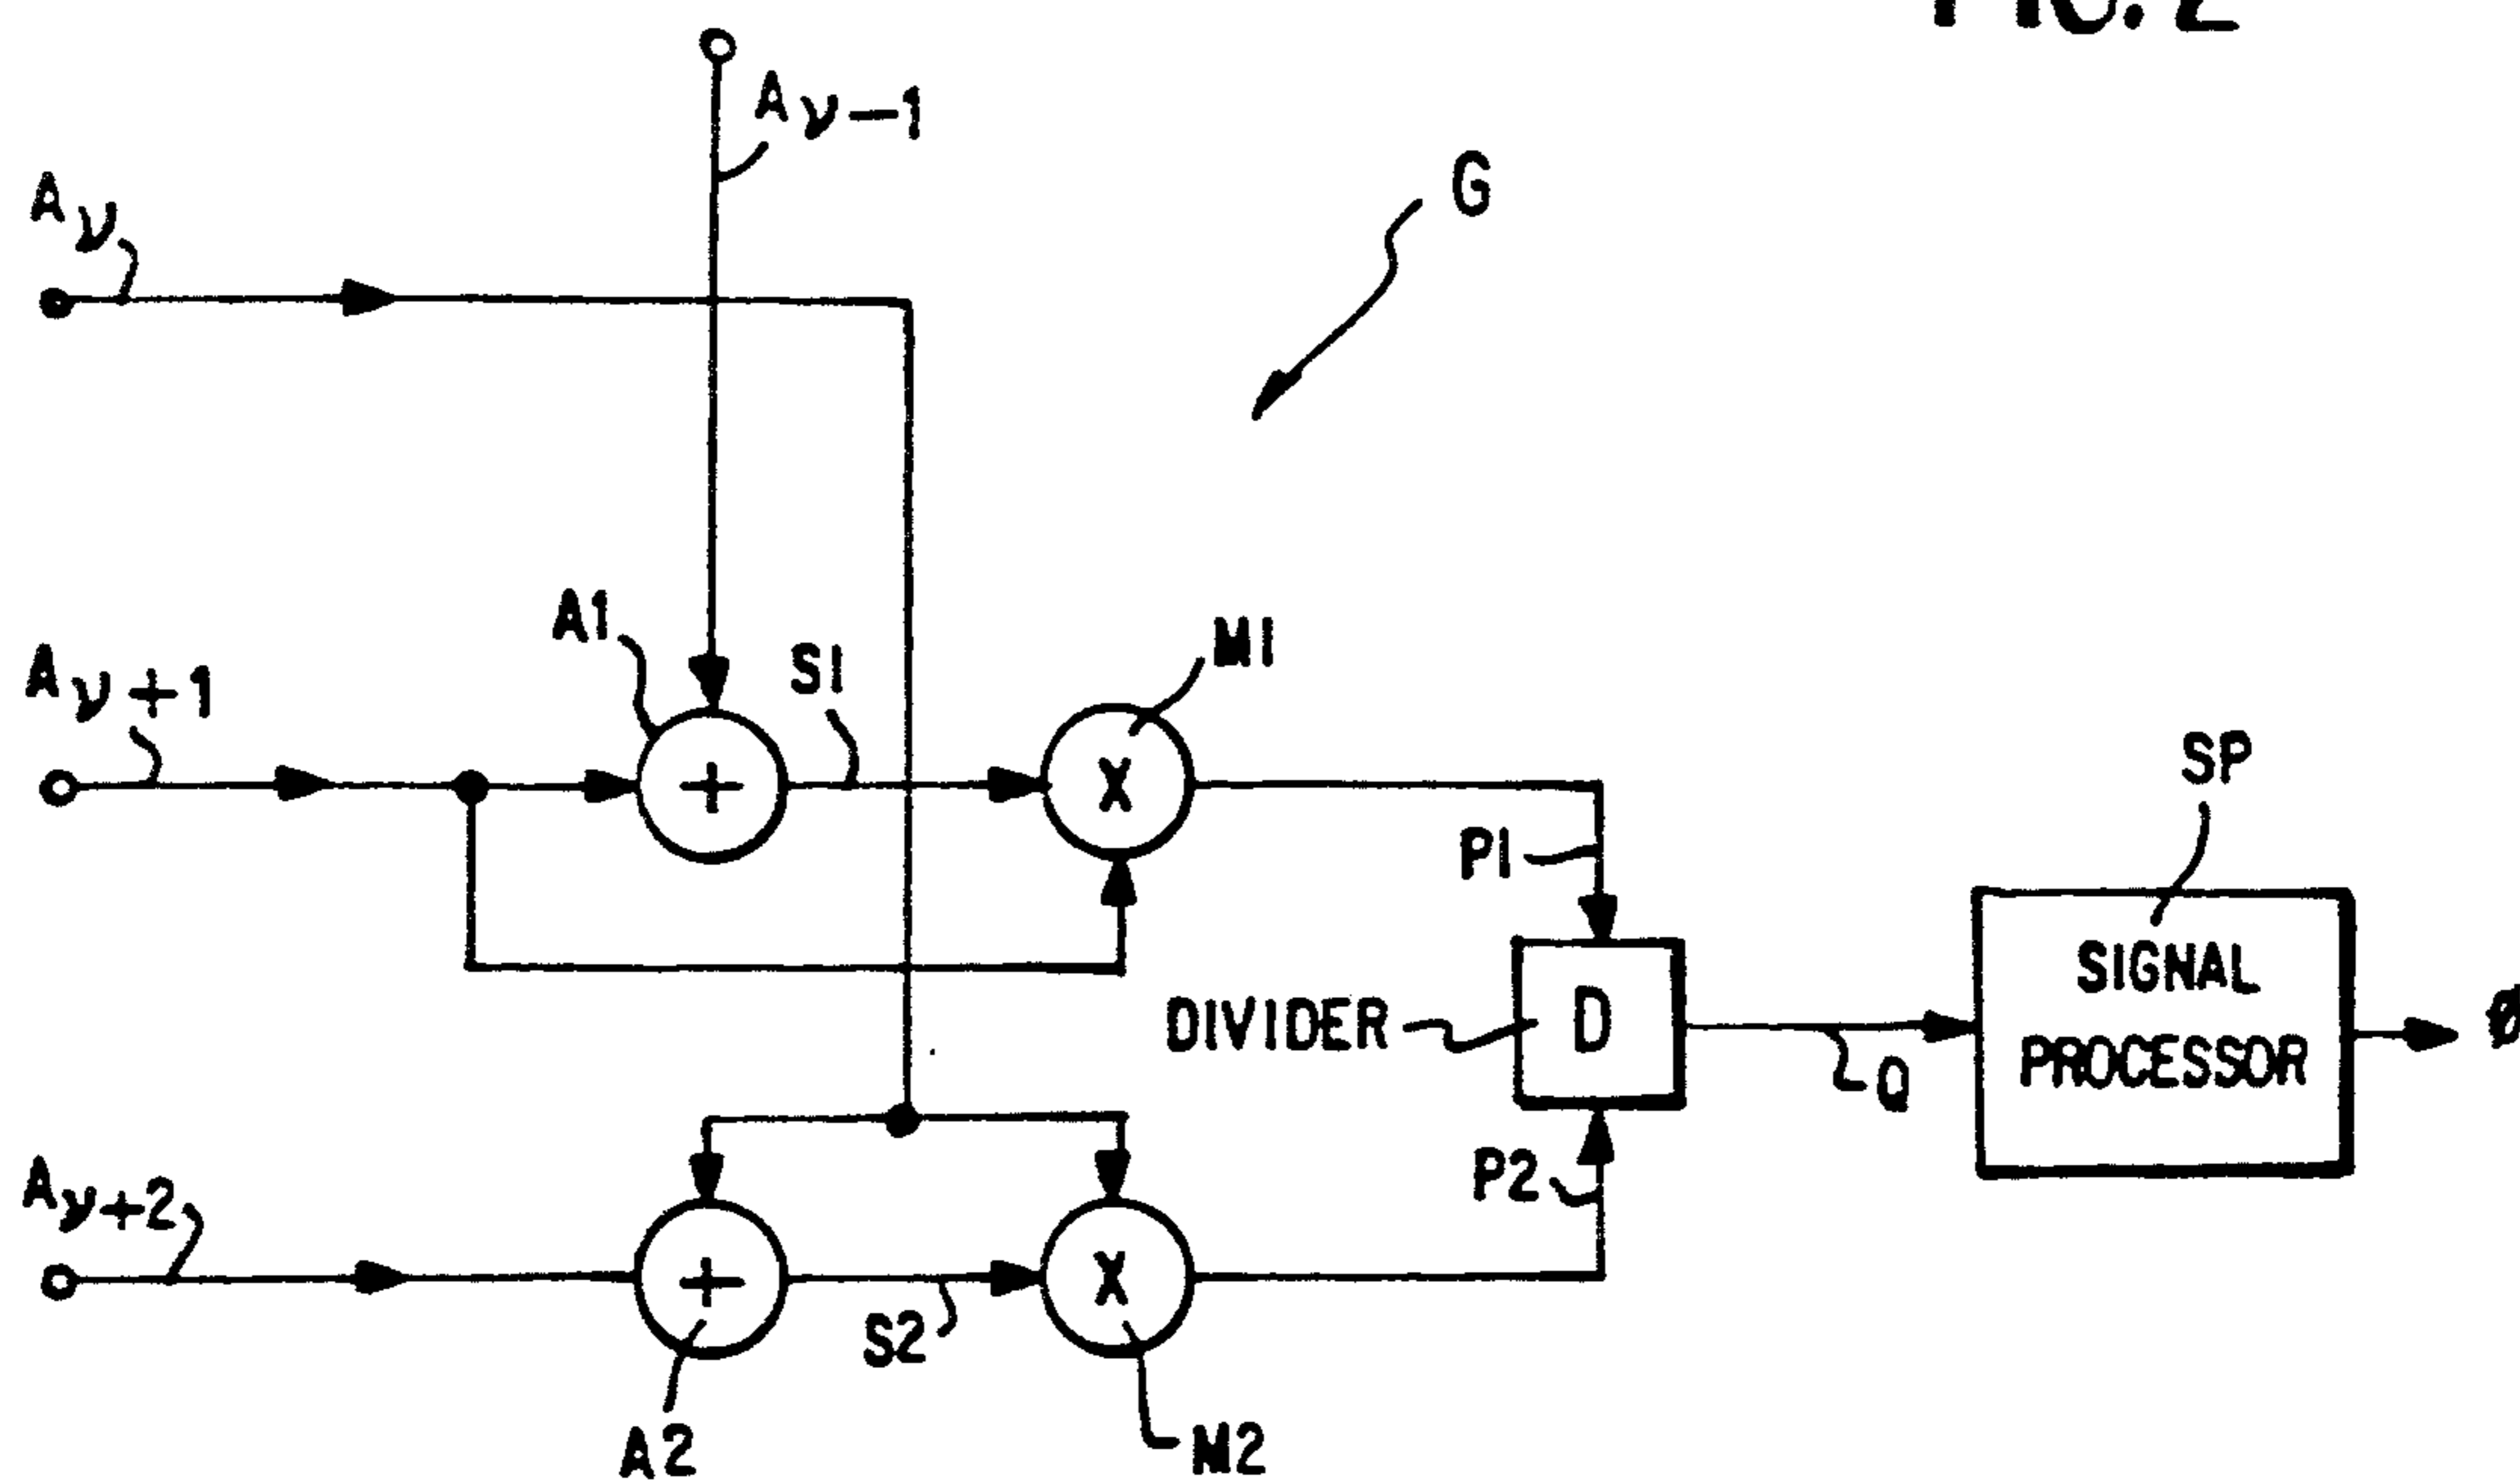 FIG. 2
Aν-1
Aν
G
A1
S1
M1
Aν+1
+
X
SP
P1
SIGNAL
PROCESSOR
DIVIDER
D
Q
Ø
P2
Aν+2
+
X
S2
A2
M2